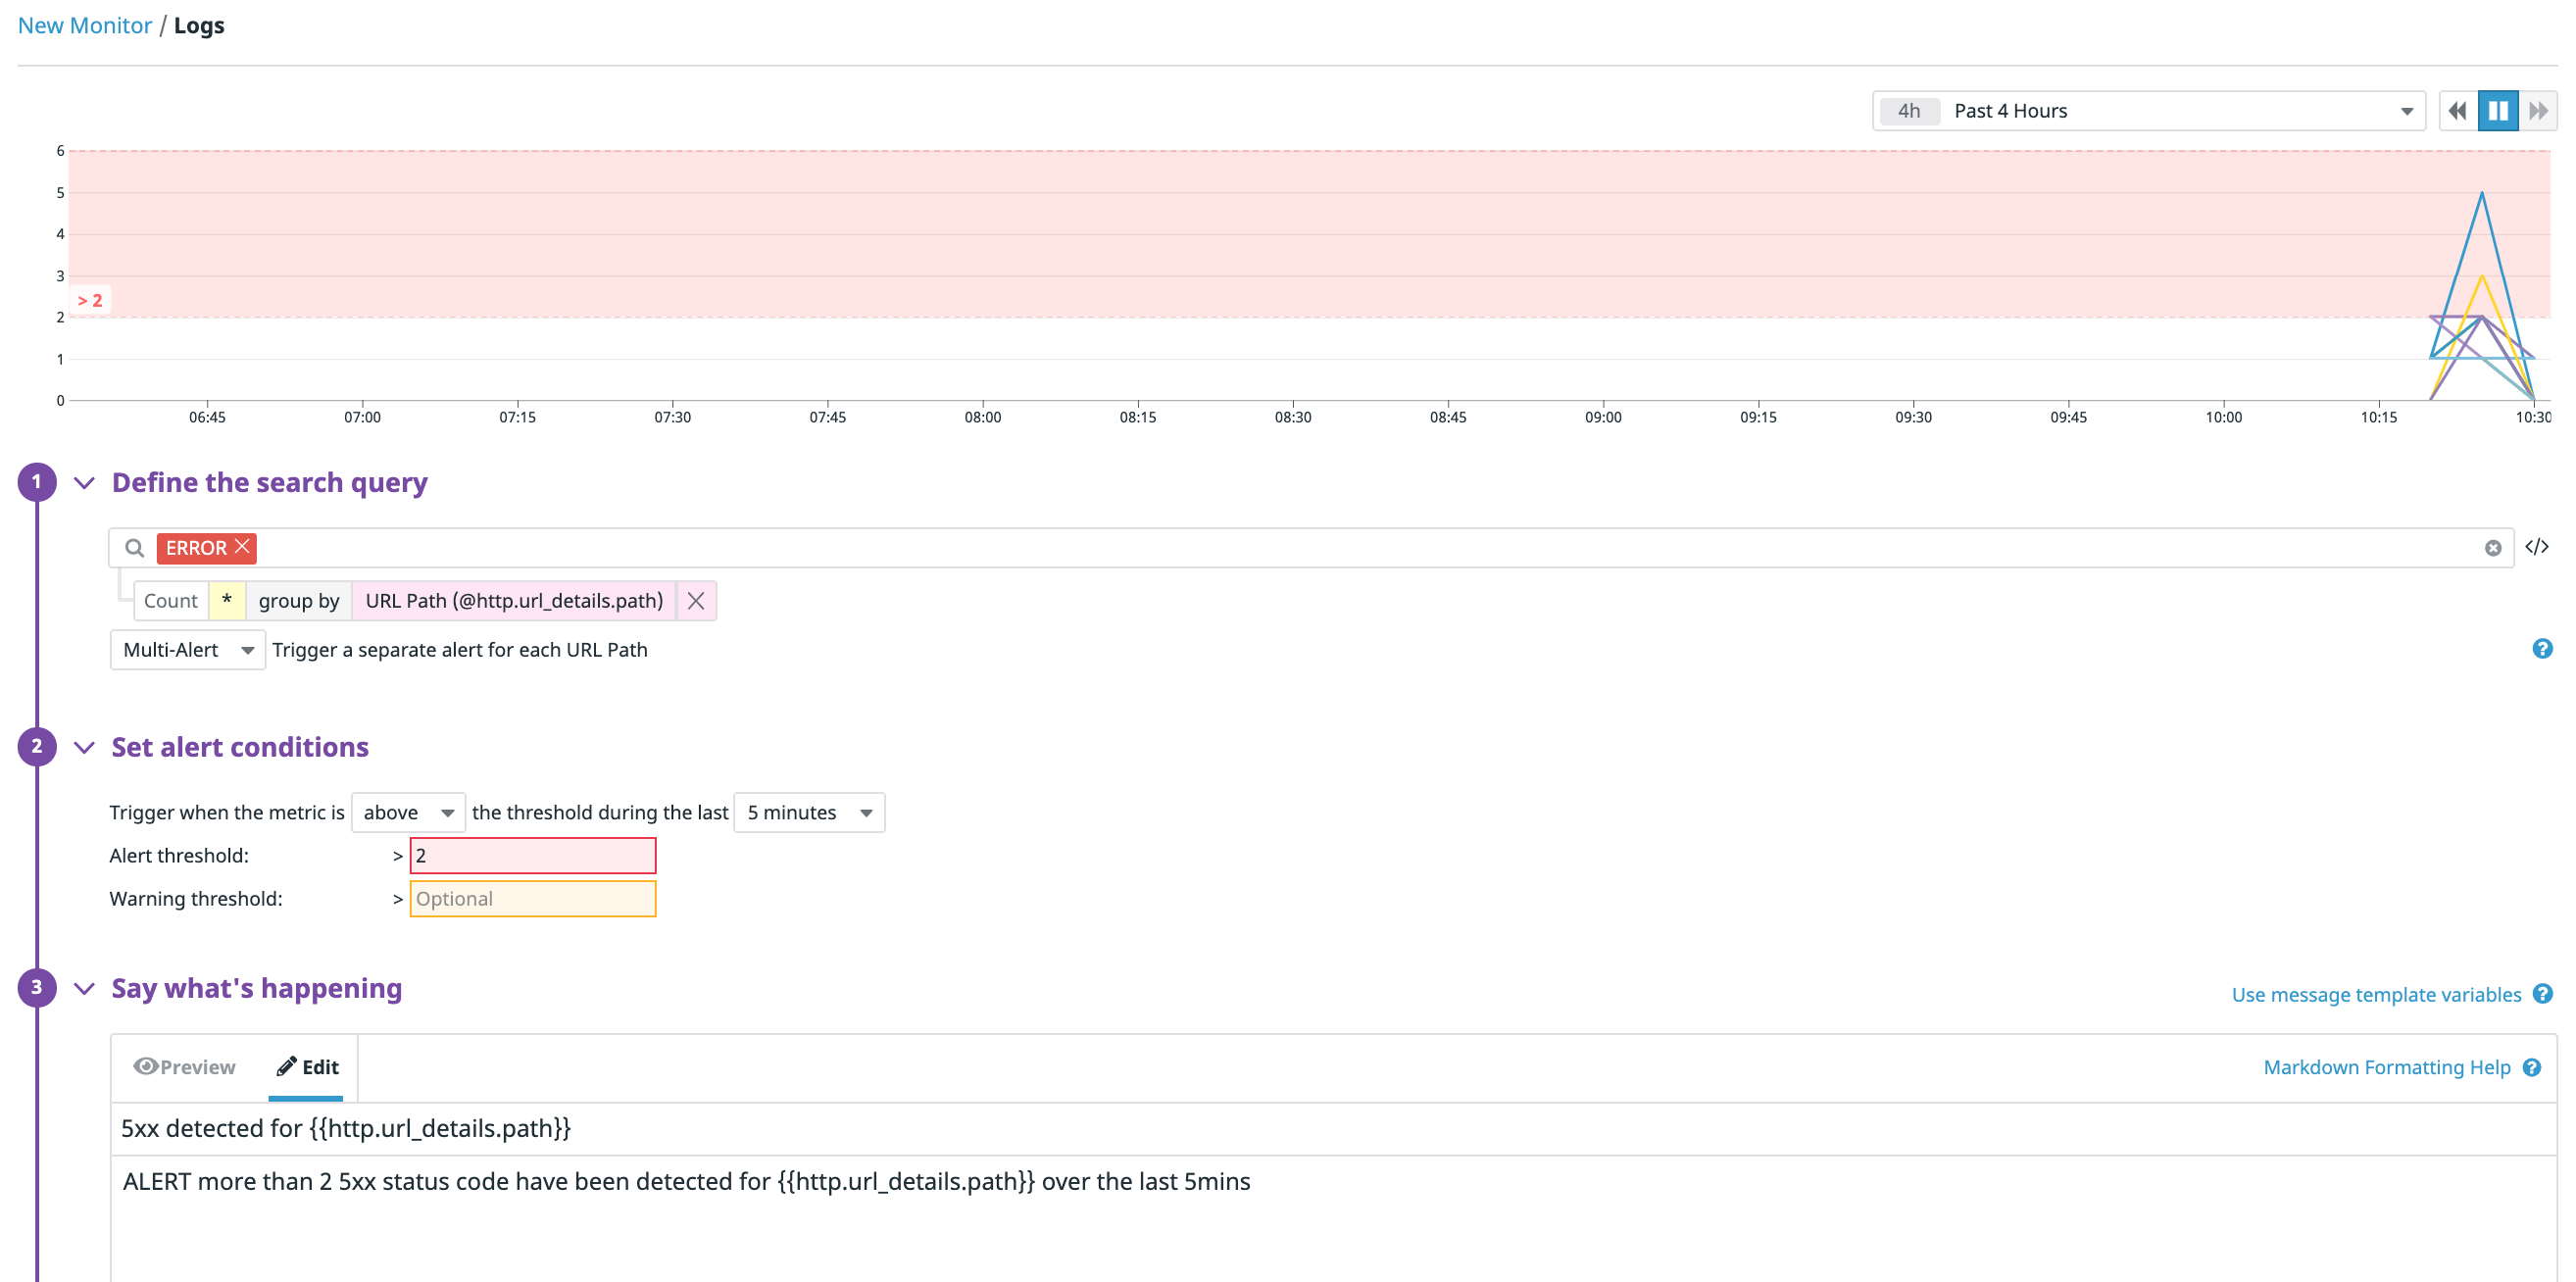 New Monitor / Logs
4h Past 4 Hours
6
5
4
3
> 2
2
1
0
06:45 07:00 07:15 07:30 07:45 08:00 08:15 08:30 08:45 09:00 09:15 09:30 09:45 10:00 10:15 10:30
1 Define the search query
ERROR </>
Count * group by URL Path (@http.url_details.path)
Multi-Alert Trigger a separate alert for each URL Path ?
2 Set alert conditions
Trigger when the metric is above the threshold during the last 5 minutes
Alert threshold: > 2
Warning threshold: > Optional
3 Say what's happening
Use message template variables ?
Preview Edit Markdown Formatting Help ?
5xx detected for {{http.url_details.path}}
ALERT more than 2 5xx status code have been detected for {{http.url_details.path}} over the last 5mins